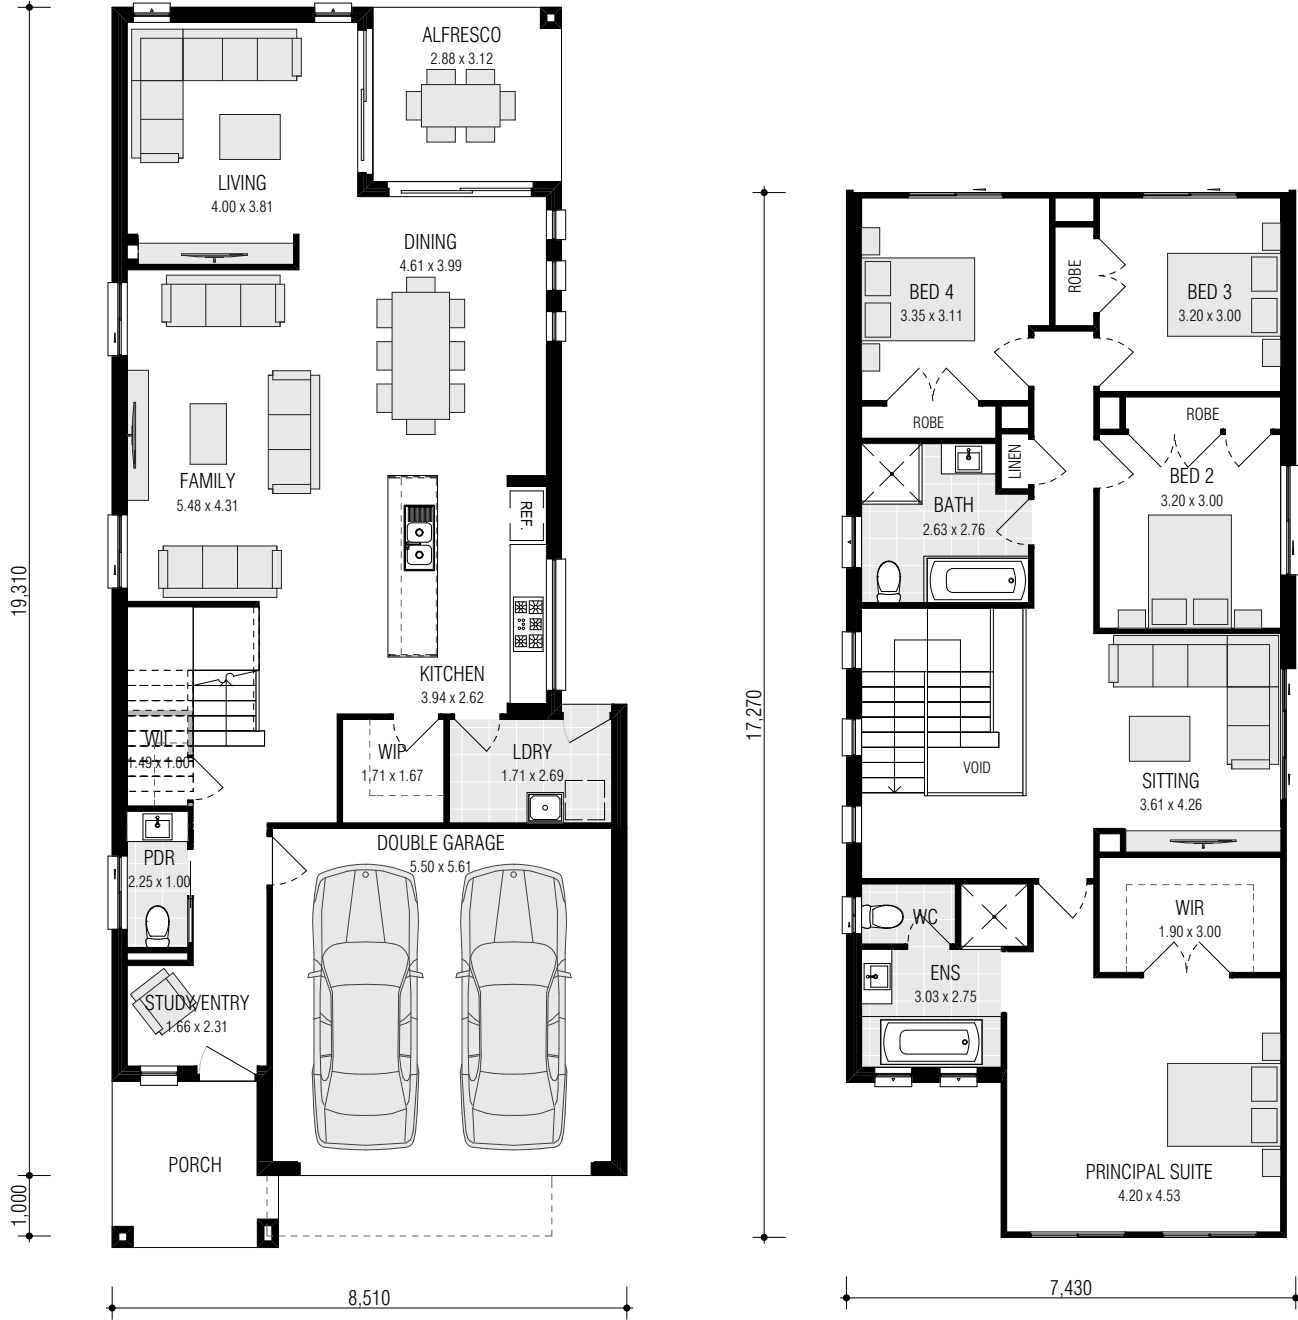 ALFRESCO
2.88 x 3.12
LIVING
4.00 x 3.81
DINING
4.61 x 3.99
FAMILY
5.48 x 4.31
REF.
KITCHEN
3.94 x 2.62
WIL
1.49 x 1.00
WIP
1.71 x 1.67
LDRY
1.71 x 2.69
PDR
2.25 x 1.00
DOUBLE GARAGE
5.50 x 5.61
STUDY/ENTRY
1.66 x 2.31
PORCH
19,310
1,000
8,510
BED 4
3.35 x 3.11
ROBE
BED 3
3.20 x 3.00
ROBE
ROBE
LINEN
BED 2
3.20 x 3.00
BATH
2.63 x 2.76
VOID
SITTING
3.61 x 4.26
WC
WIR
1.90 x 3.00
ENS
3.03 x 2.75
PRINCIPAL SUITE
4.20 x 4.53
17,270
7,430